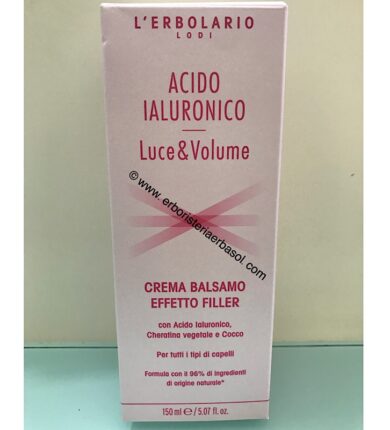 L'ERBOLARIO
LODI
ACIDO
IALURONICO
Luce&Volume
© www.erboristeriaerbasol.com
CREMA BALSAMO
EFFETTO FILLER
con Acido Ialuronico,
Cheratina vegetale e Cocco
Per tutti i tipi di capelli
Formula con il 96% di ingredienti
di origine naturale*
150 ml e / 5.07 fl. oz.